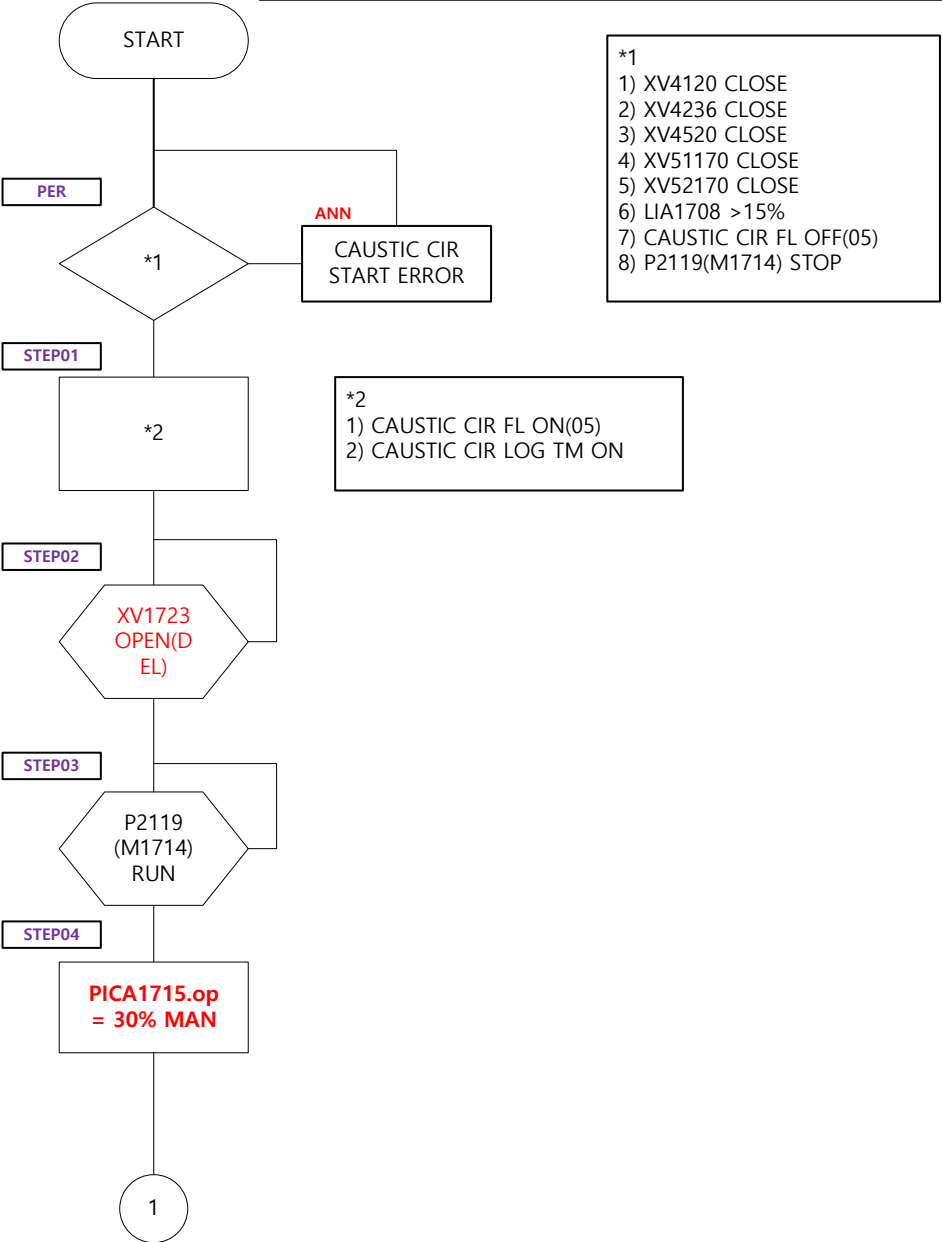 START
*1
1) XV4120 CLOSE
2) XV4236 CLOSE
3) XV4520 CLOSE
4) XV51170 CLOSE
5) XV52170 CLOSE
6) LIA1708 >15%
7) CAUSTIC CIR FL OFF(05)
8) P2119(M1714) STOP
PER
ANN
*1
CAUSTIC CIR
START ERROR
STEP01
*2
*2
1) CAUSTIC CIR FL ON(05)
2) CAUSTIC CIR LOG TM ON
STEP02
XV1723
OPEN(D
EL)
STEP03
P2119
(M1714)
RUN
STEP04
PICA1715.op
= 30% MAN
1